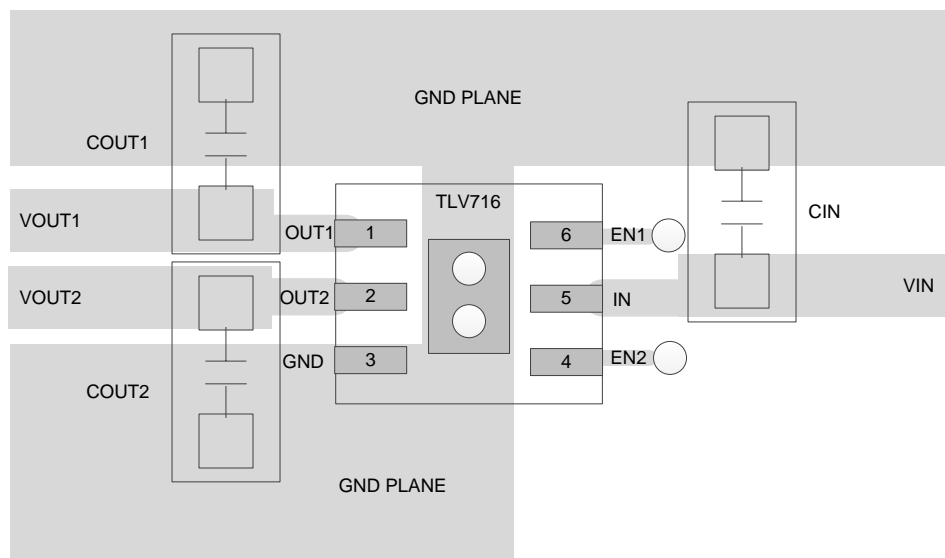 GND PLANE
COUT1
TLV716
CIN
VOUT1
OUT1
1
6
EN1
VOUT2
OUT2
2
5
IN
VIN
GND
3
4
EN2
COUT2
GND PLANE